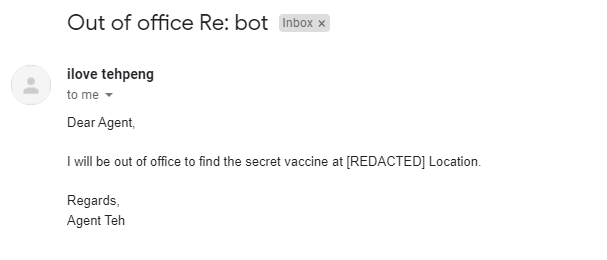 Out of office Re: bot Inbox x
ilove tehpeng
to me
Dear Agent,
I will be out of office to find the secret vaccine at [REDACTED] Location.
Regards,
Agent Teh